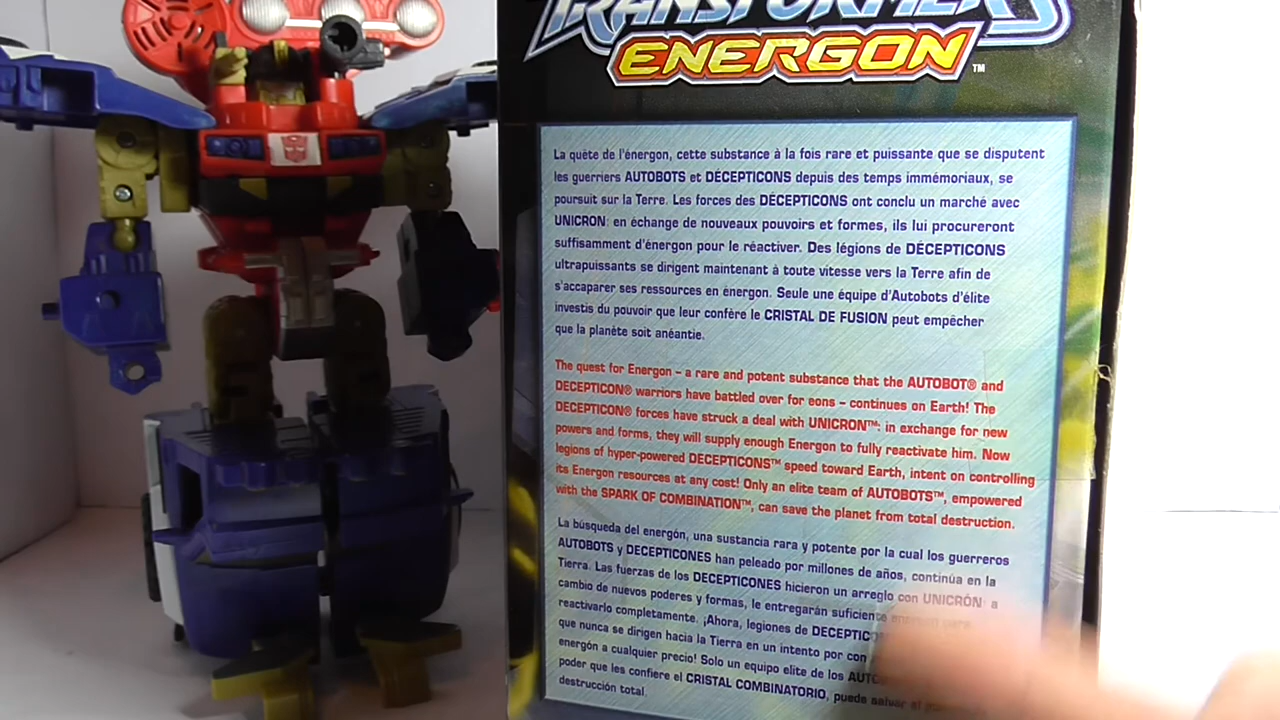 TRANSFORMERS
ENERGON™
La quête de l'énergon, cette substance à la fois rare et puissante que se disputent
les guerriers AUTOBOTS et DÉCEPTICONS depuis des temps immémoriaux, se
poursuit sur la Terre. Les forces des DÉCEPTICONS ont conclu un marché avec
UNICRON: en échange de nouveaux pouvoirs et formes, ils lui procureront
suffisamment d'énergon pour le réactiver. Des légions de DÉCEPTICONS
ultrapuissants se dirigent maintenant à toute vitesse vers la Terre afin de
s'accaparer ses ressources en énergon. Seule une équipe d'Autobots d'élite
investis du pouvoir que leur confère le CRISTAL DE FUSION peut empêcher
que la planète soit anéantie.
The quest for Energon – a rare and potent substance that the AUTOBOT® and
DECEPTICON® warriors have battled over for eons – continues on Earth! The
DECEPTICON® forces have struck a deal with UNICRON™: in exchange for new
powers and forms, they will supply enough Energon to fully reactivate him. Now
legions of hyper-powered DECEPTICONS™ speed toward Earth, intent on controlling
its Energon resources at any cost! Only an elite team of AUTOBOTS™, empowered
with the SPARK OF COMBINATION™, can save the planet from total destruction.
La búsqueda del energón, una sustancia rara y potente por la cual los guerreros
AUTOBOTS y DECEPTICONES han peleado por millones de años, continúa en la
Tierra. Las fuerzas de los DECEPTICONES hicieron un arreglo con UNICRÓN: a
cambio de nuevos poderes y formas, le entregarán suficiente energón para
reactivarlo completamente. ¡Ahora, legiones de DECEPTICO
que nunca se dirigen hacia la Tierra en un intento por con
energón a cualquier precio! Solo un equipo elite de los AUTO
poder que les confiere el CRISTAL COMBINATORIO, puede salvar al
destrucción total.